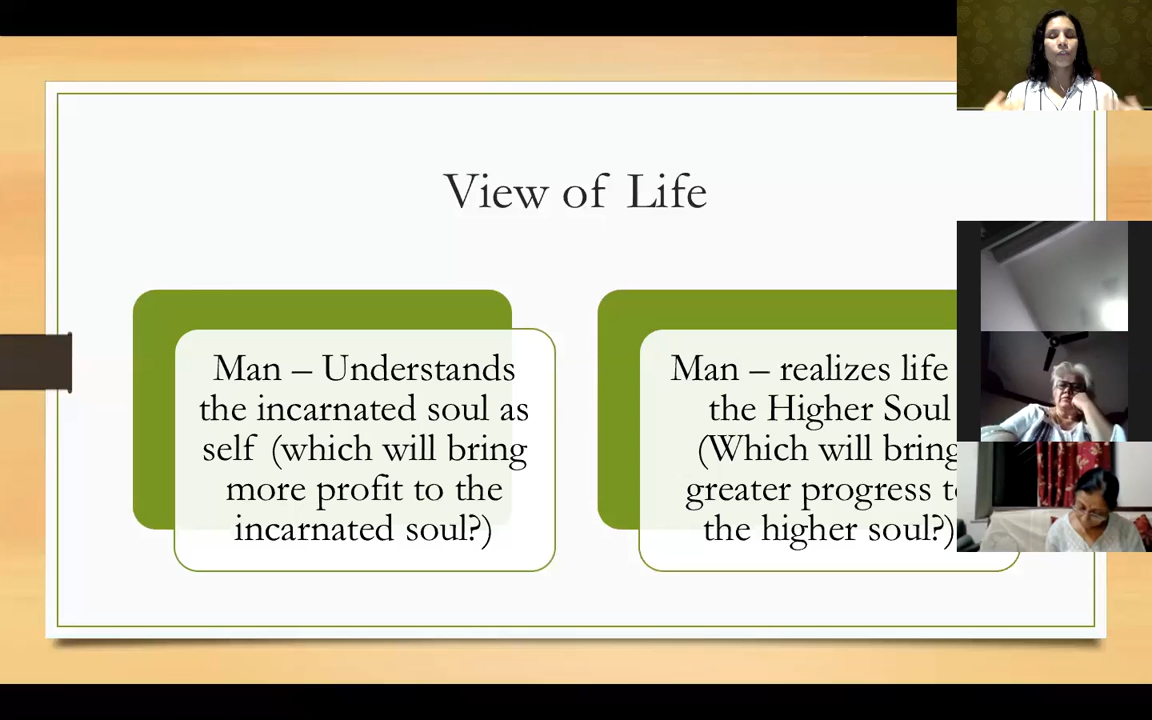 View of Life
Man – Understands
the incarnated soul as
self (which will bring
more profit to the
incarnated soul?)
Man – realizes life
the Higher Soul
(Which will bring
greater progress
the higher soul?)